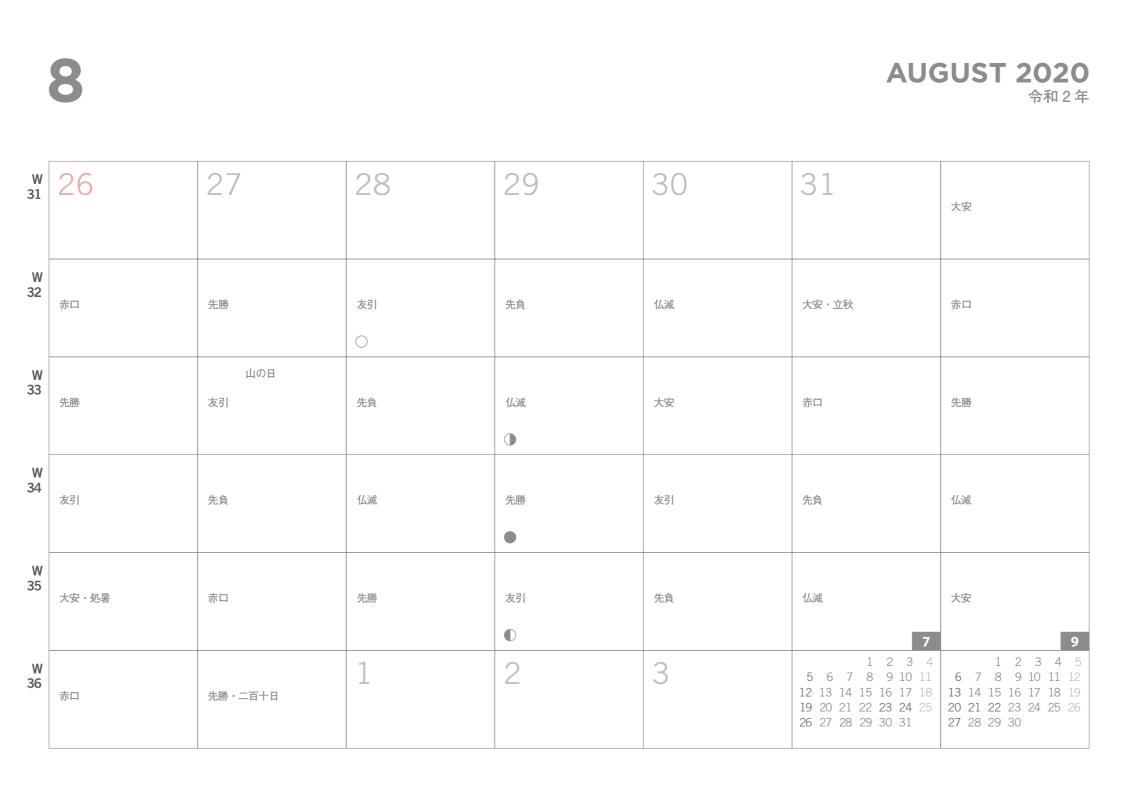 8
AUGUST 2020
令和2年
W 31
26 27 28 29 30 31
大安
W 32
赤口 先勝 友引 先負 仏滅 大安・立秋 赤口
W 33
山の日
先勝 友引 先負 仏滅 大安 赤口 先勝
W 34
友引 先負 仏滅 先勝 友引 先負 仏滅
W 35
大安・処暑 赤口 先勝 友引 先負 仏滅 大安
W 36
赤口 先勝・二百十日
1 2 3
7
1 2 3 4
5 6 7 8 9 10 11
12 13 14 15 16 17 18
19 20 21 22 23 24 25
26 27 28 29 30 31
9
1 2 3 4 5
6 7 8 9 10 11 12
13 14 15 16 17 18 19
20 21 22 23 24 25 26
27 28 29 30